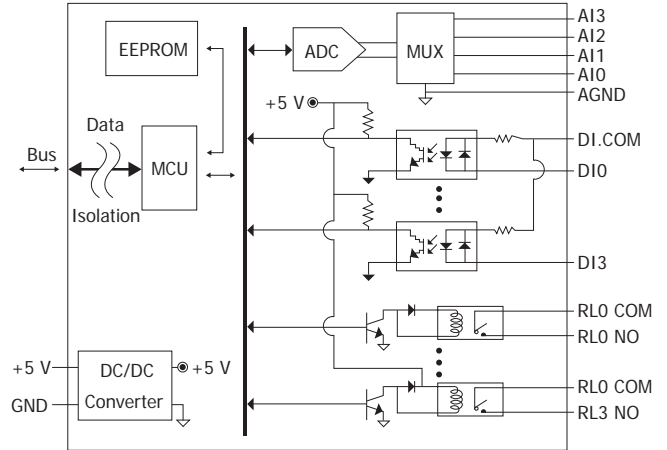 AI3
EEPROM
ADC
MUX
AI2
AI1
AI0
AGND
+5 V
Data
DI.COM
Bus
MCU
DI0
Isolation
DI3
RL0 COM
RL0 NO
+5 V
DC/DC
Converter
+5 V
GND
RL0 COM
RL3 NO